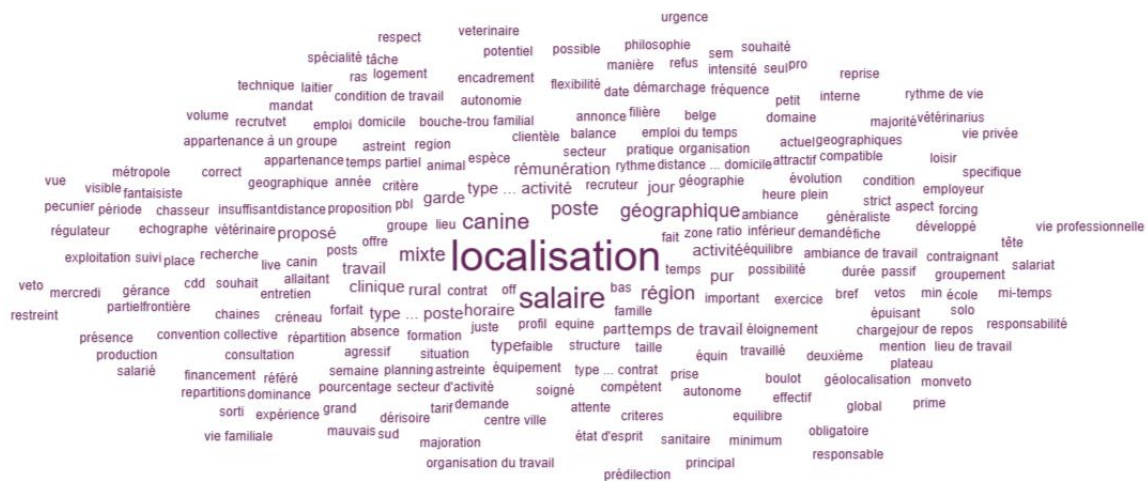 urgence
respect veterinaire
spécialité tâche potentiel possible philosophie sem souhaité
technique laitier ras logement encadrement manière refus intensité seul pro reprise
mandat condition de travail autonomie flexibilité date démarchage fréquence petit interne rythme de vie
volume recrutvet emploi domicile bouche-trou familial annonce filière belge domaine majorité vétérinarius
appartenance à un groupe astreint region clientèle balance emploi du temps actuel geographiques vie privée
métropole appartenance temps partiel animal espèce rémunération secteur pratique organisation rythme distance ... domicile attractif compatible loisir
vue visible fantaisiste correct geographique année critère garde type ... activité recruteur jour géographie évolution condition specifique
pecunier période chasseur insuffisant distance proposition pbl canine poste géographique ambiance heure plein strict aspect employeur forcing
régulateur echographe vétérinaire proposé groupe lieu fait zone ratio inférieur demandé fiche généraliste développé vie professionnelle
exploitation suivi place recherche live canin posts offre mixte localisation activité équilibre ambiance de travail contraignant tête
veto mercredi gérance cdd souhait allaitant travail temps pur possibilité durée passif groupement salariat
restreint partiel frontière entretien clinique rural contrat off salaire bas région important exercice bref vetos min école mi-temps
chaines créneau forfait type ... poste horaire famille épuisant solo
présence convention collective répartition absence formation juste profil equine part temps de travail éloignement charge jour de repos responsabilité
production consultation agressif situation type faible structure taille équin travaillé deuxième mention lieu de travail
salarié financement référé semaine planning astreinte équipement type ... contrat prise boulot géolocalisation plateau monveto
repartitions dominance pourcentage secteur d'activité soigné compétent autonome effectif
sorti expérience grand dérisoire tarif demande centre ville attente criteres equilibre global prime
vie familiale mauvais sud majoration état d'esprit sanitaire minimum obligatoire
organisation du travail prédilection principal responsable